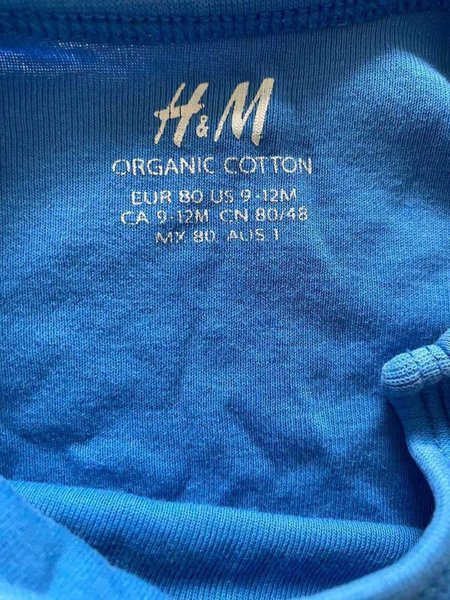 H&M
ORGANIC COTTON
EUR 80 US 9-12M
CA 9-12M CN 80/48
MX 80 AUS 1